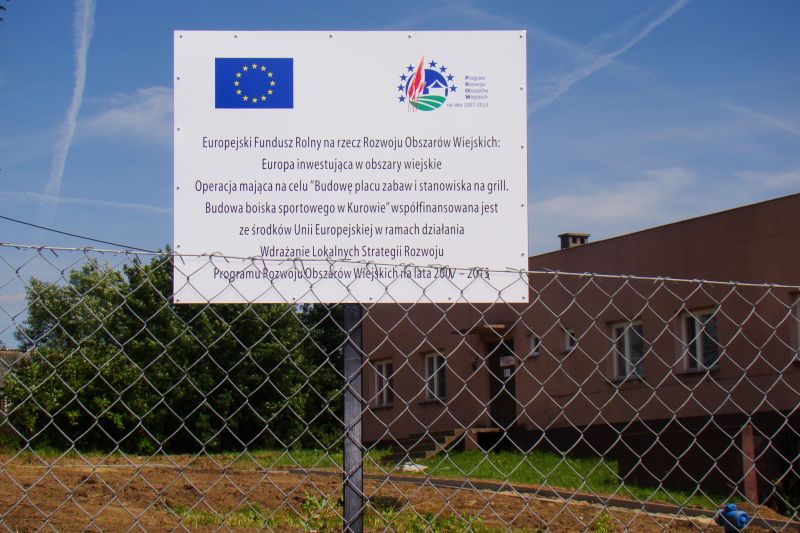 Program
Rozwoju
Obszarów
Wiejskich
na lata 2007-2013
Europejski Fundusz Rolny na rzecz Rozwoju Obszarów Wiejskich:
Europa inwestująca w obszary wiejskie
Operacja mająca na celu "Budowę placu zabaw i stanowiska na grill.
Budowa boiska sportowego w Kurowie" współfinansowana jest
ze środków Unii Europejskiej w ramach działania
Wdrażanie Lokalnych Strategii Rozwoju
Programu Rozwoju Obszarów Wiejskich na lata 2007 – 2013